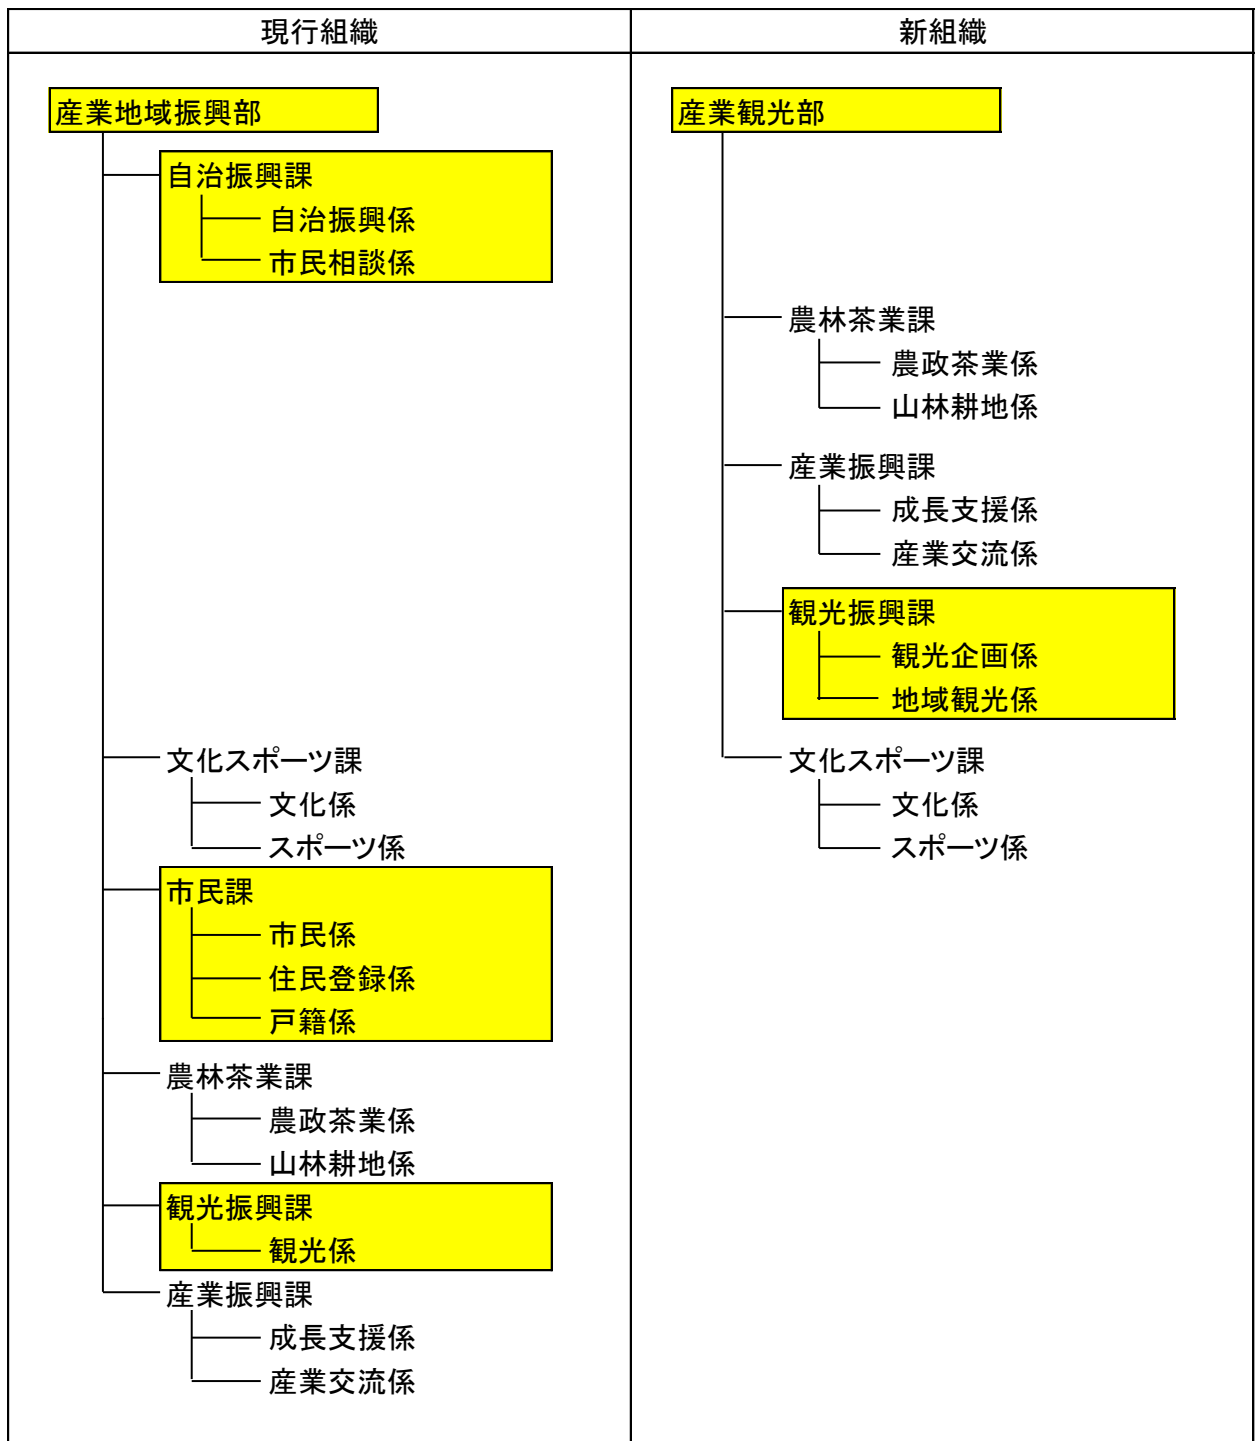 現行組織
新組織
産業地域振興部
自治振興課
自治振興係
市民相談係
文化スポーツ課
文化係
スポーツ係
市民課
市民係
住民登録係
戸籍係
農林茶業課
農政茶業係
山林耕地係
観光振興課
観光係
産業振興課
成長支援係
産業交流係
産業観光部
農林茶業課
農政茶業係
山林耕地係
産業振興課
成長支援係
産業交流係
観光振興課
観光企画係
地域観光係
文化スポーツ課
文化係
スポーツ係